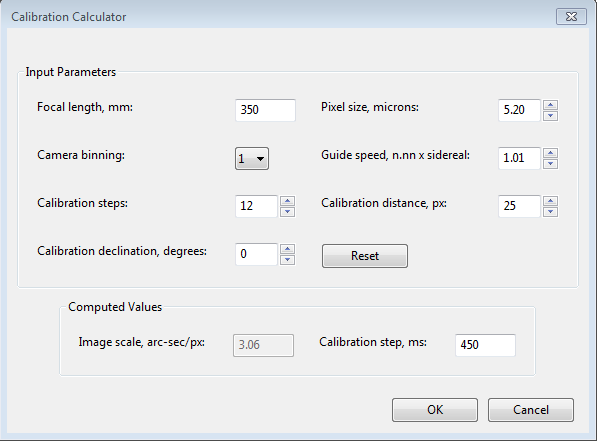 Calibration Calculator
Input Parameters
Focal length, mm: 350 Pixel size, microns: 5.20
Camera binning: 1 Guide speed, n.nn x sidereal: 1.01
Calibration steps: 12 Calibration distance, px: 25
Calibration declination, degrees: 0 Reset
Computed Values
Image scale, arc-sec/px: 3.06 Calibration step, ms: 450
OK Cancel